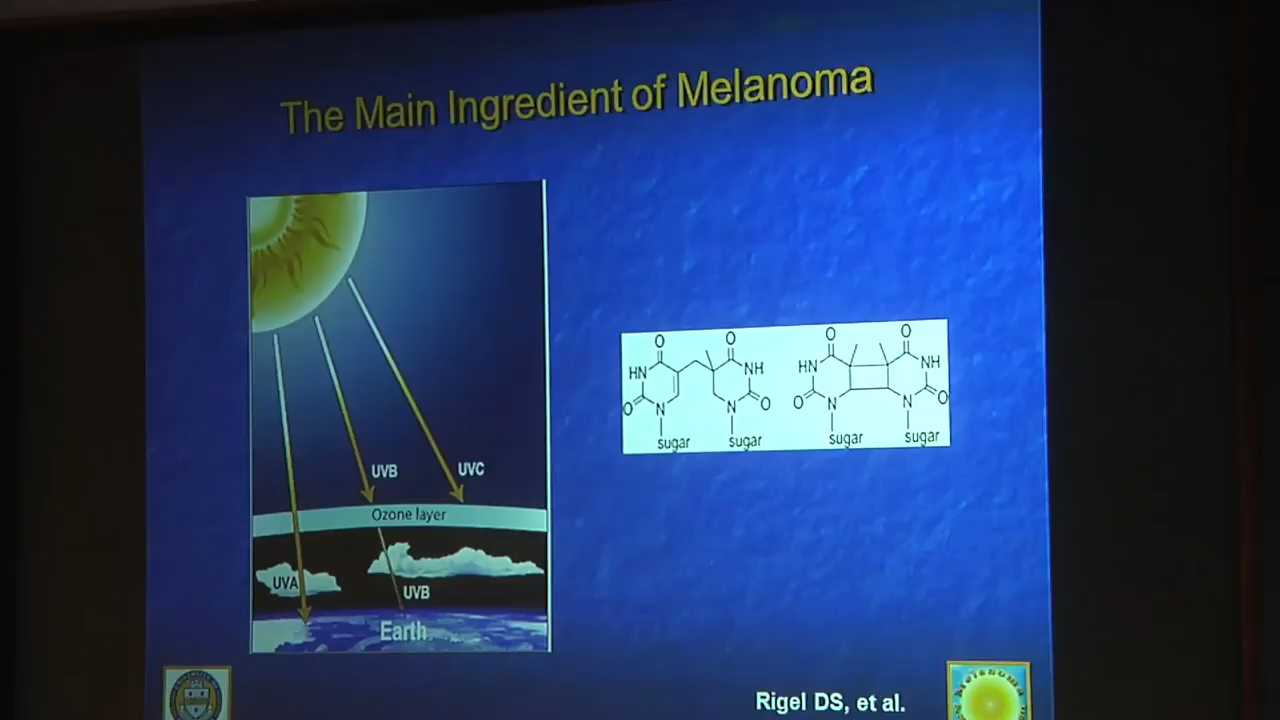 The Main Ingredient of Melanoma
UVB
UVC
Ozone layer
UVA
UVB
Earth
O
O
HN
NH
O
N
N
O
sugar
sugar
O
O
HN
NH
O
N
N
O
sugar
sugar
Rigel DS, et al.
Melanoma